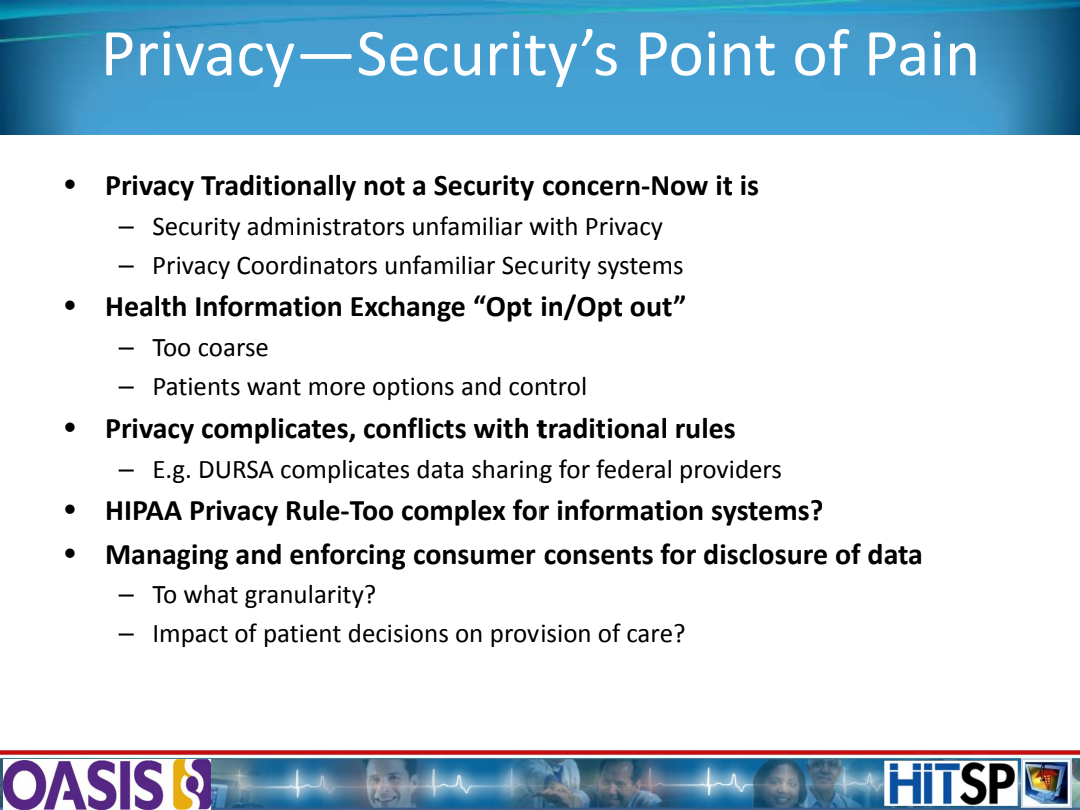 Privacy—Security’s Point of Pain
• Privacy Traditionally not a Security concern-Now it is
– Security administrators unfamiliar with Privacy
– Privacy Coordinators unfamiliar Security systems
• Health Information Exchange “Opt in/Opt out”
– Too coarse
– Patients want more options and control
• Privacy complicates, conflicts with traditional rules
– E.g. DURSA complicates data sharing for federal providers
• HIPAA Privacy Rule-Too complex for information systems?
• Managing and enforcing consumer consents for disclosure of data
– To what granularity?
– Impact of patient decisions on provision of care?
OASIS
HITSP